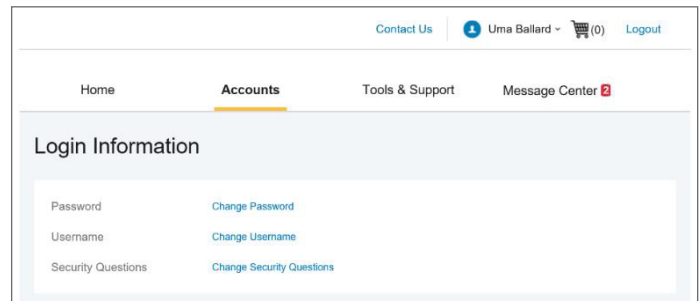 Contact Us Uma Ballard (0) Logout
Home Accounts Tools & Support Message Center 2
Login Information
Password Change Password
Username Change Username
Security Questions Change Security Questions